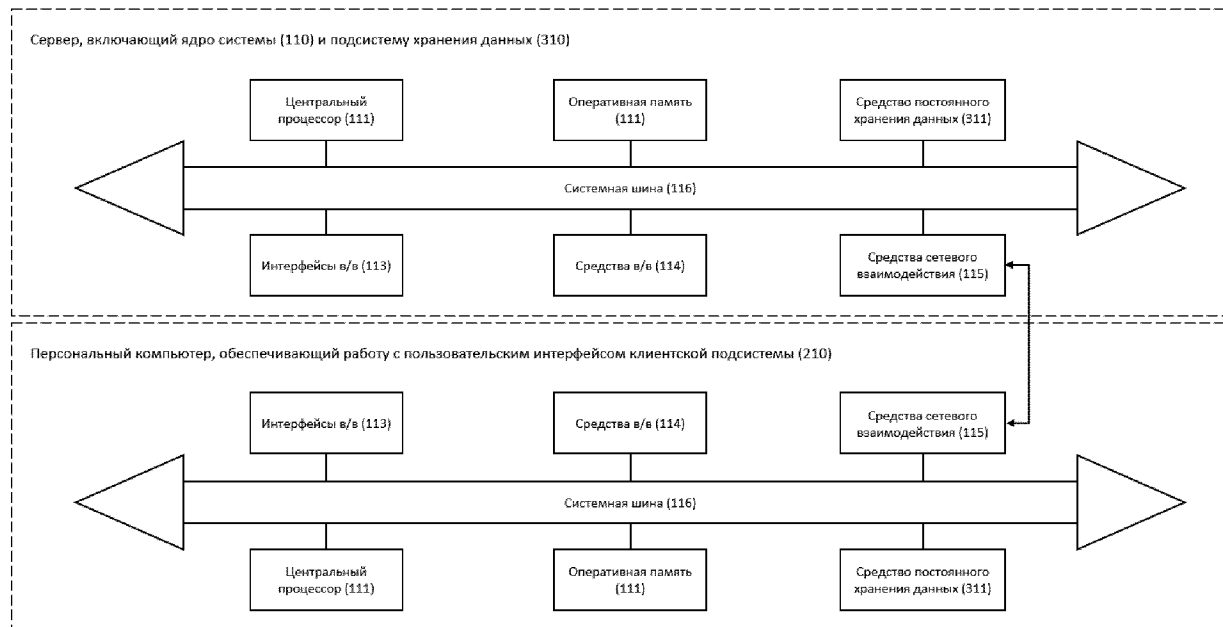 Сервер, включающий ядро системы (110) и подсистему хранения данных (310)
Центральный
процессор (111)
Оперативная память
(111)
Средство постоянного
хранения данных (311)
Системная шина (116)
Интерфейсы в/в (113)
Средства в/в (114)
Средства сетевого
взаимодействия (115)
Персональный компьютер, обеспечивающий работу с пользовательским интерфейсом клиентской подсистемы (210)
Интерфейсы в/в (113)
Средства в/в (114)
Средства сетевого
взаимодействия (115)
Системная шина (116)
Центральный
процессор (111)
Оперативная память
(111)
Средство постоянного
хранения данных (311)